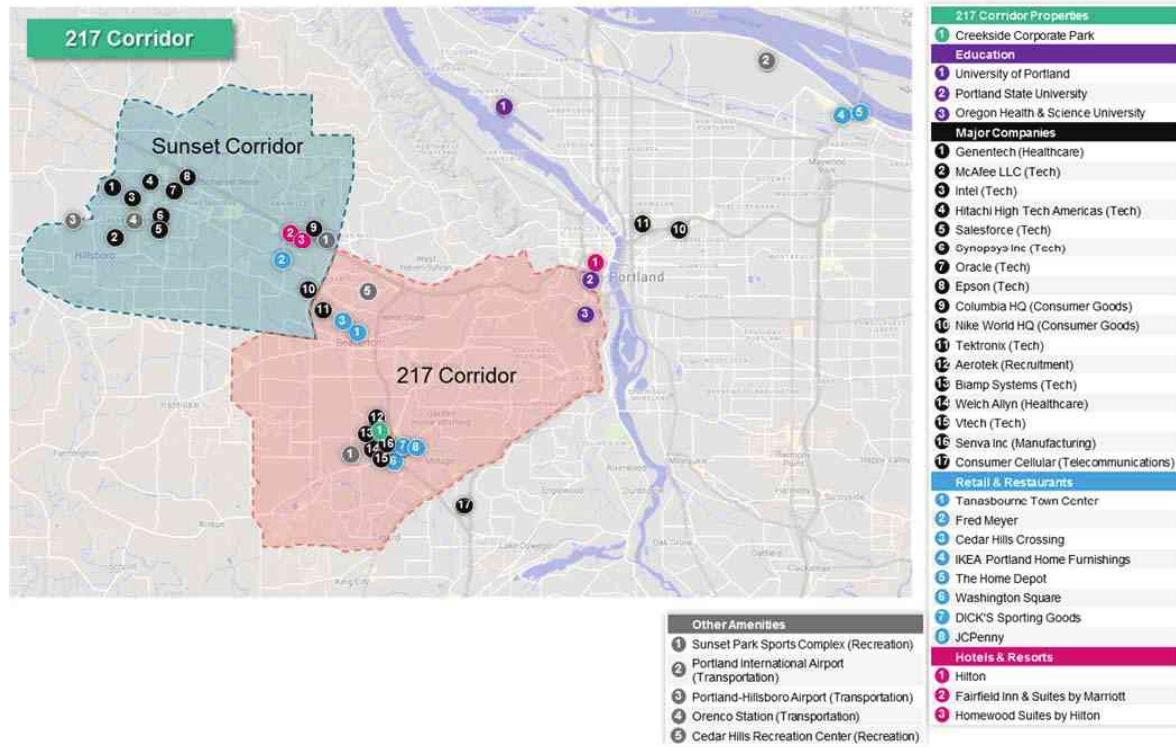 217 Corridor
Sunset Corridor
217 Corridor
Portland
Hillsboro
Beaverton
Tigard
Lake Oswego
King City
Oak Grove
217 Corridor Properties
1 Creekside Corporate Park
Education
1 University of Portland
2 Portland State University
3 Oregon Health & Science University
Major Companies
1 Genentech (Healthcare)
2 McAfee LLC (Tech)
3 Intel (Tech)
4 Hitachi High Tech Americas (Tech)
5 Salesforce (Tech)
6 Synopsys Inc (Tech)
7 Oracle (Tech)
8 Epson (Tech)
9 Columbia HQ (Consumer Goods)
10 Nike World HQ (Consumer Goods)
11 Tektronix (Tech)
12 Aerotek (Recruitment)
13 Biamp Systems (Tech)
14 Welch Allyn (Healthcare)
15 Vtech (Tech)
16 Senva Inc (Manufacturing)
17 Consumer Cellular (Telecommunications)
Retail & Restaurants
1 Tanasbourne Town Center
2 Fred Meyer
3 Cedar Hills Crossing
4 IKEA Portland Home Furnishings
5 The Home Depot
6 Washington Square
7 DICK'S Sporting Goods
8 JCPenny
Hotels & Resorts
1 Hilton
2 Fairfield Inn & Suites by Marriott
3 Homewood Suites by Hilton
Other Amenities
1 Sunset Park Sports Complex (Recreation)
2 Portland International Airport
(Transportation)
3 Portland-Hillsboro Airport (Transportation)
4 Orenco Station (Transportation)
5 Cedar Hills Recreation Center (Recreation)